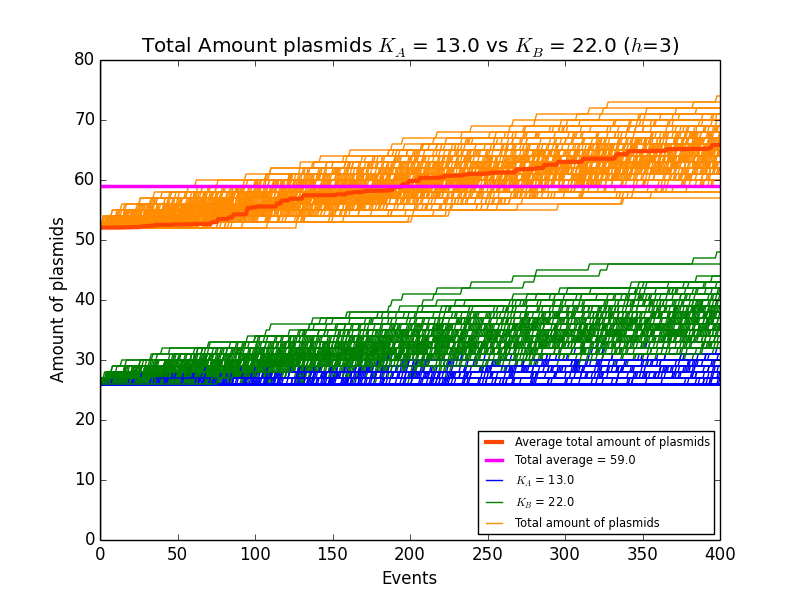 Total Amount plasmids K_A = 13.0 vs K_B = 22.0 (h=3)
80
70
60
50
40
30
20
10
0
Amount of plasmids
Average total amount of plasmids
Total average = 59.0
K_A = 13.0
K_B = 22.0
Total amount of plasmids
0 50 100 150 200 250 300 350 400
Events